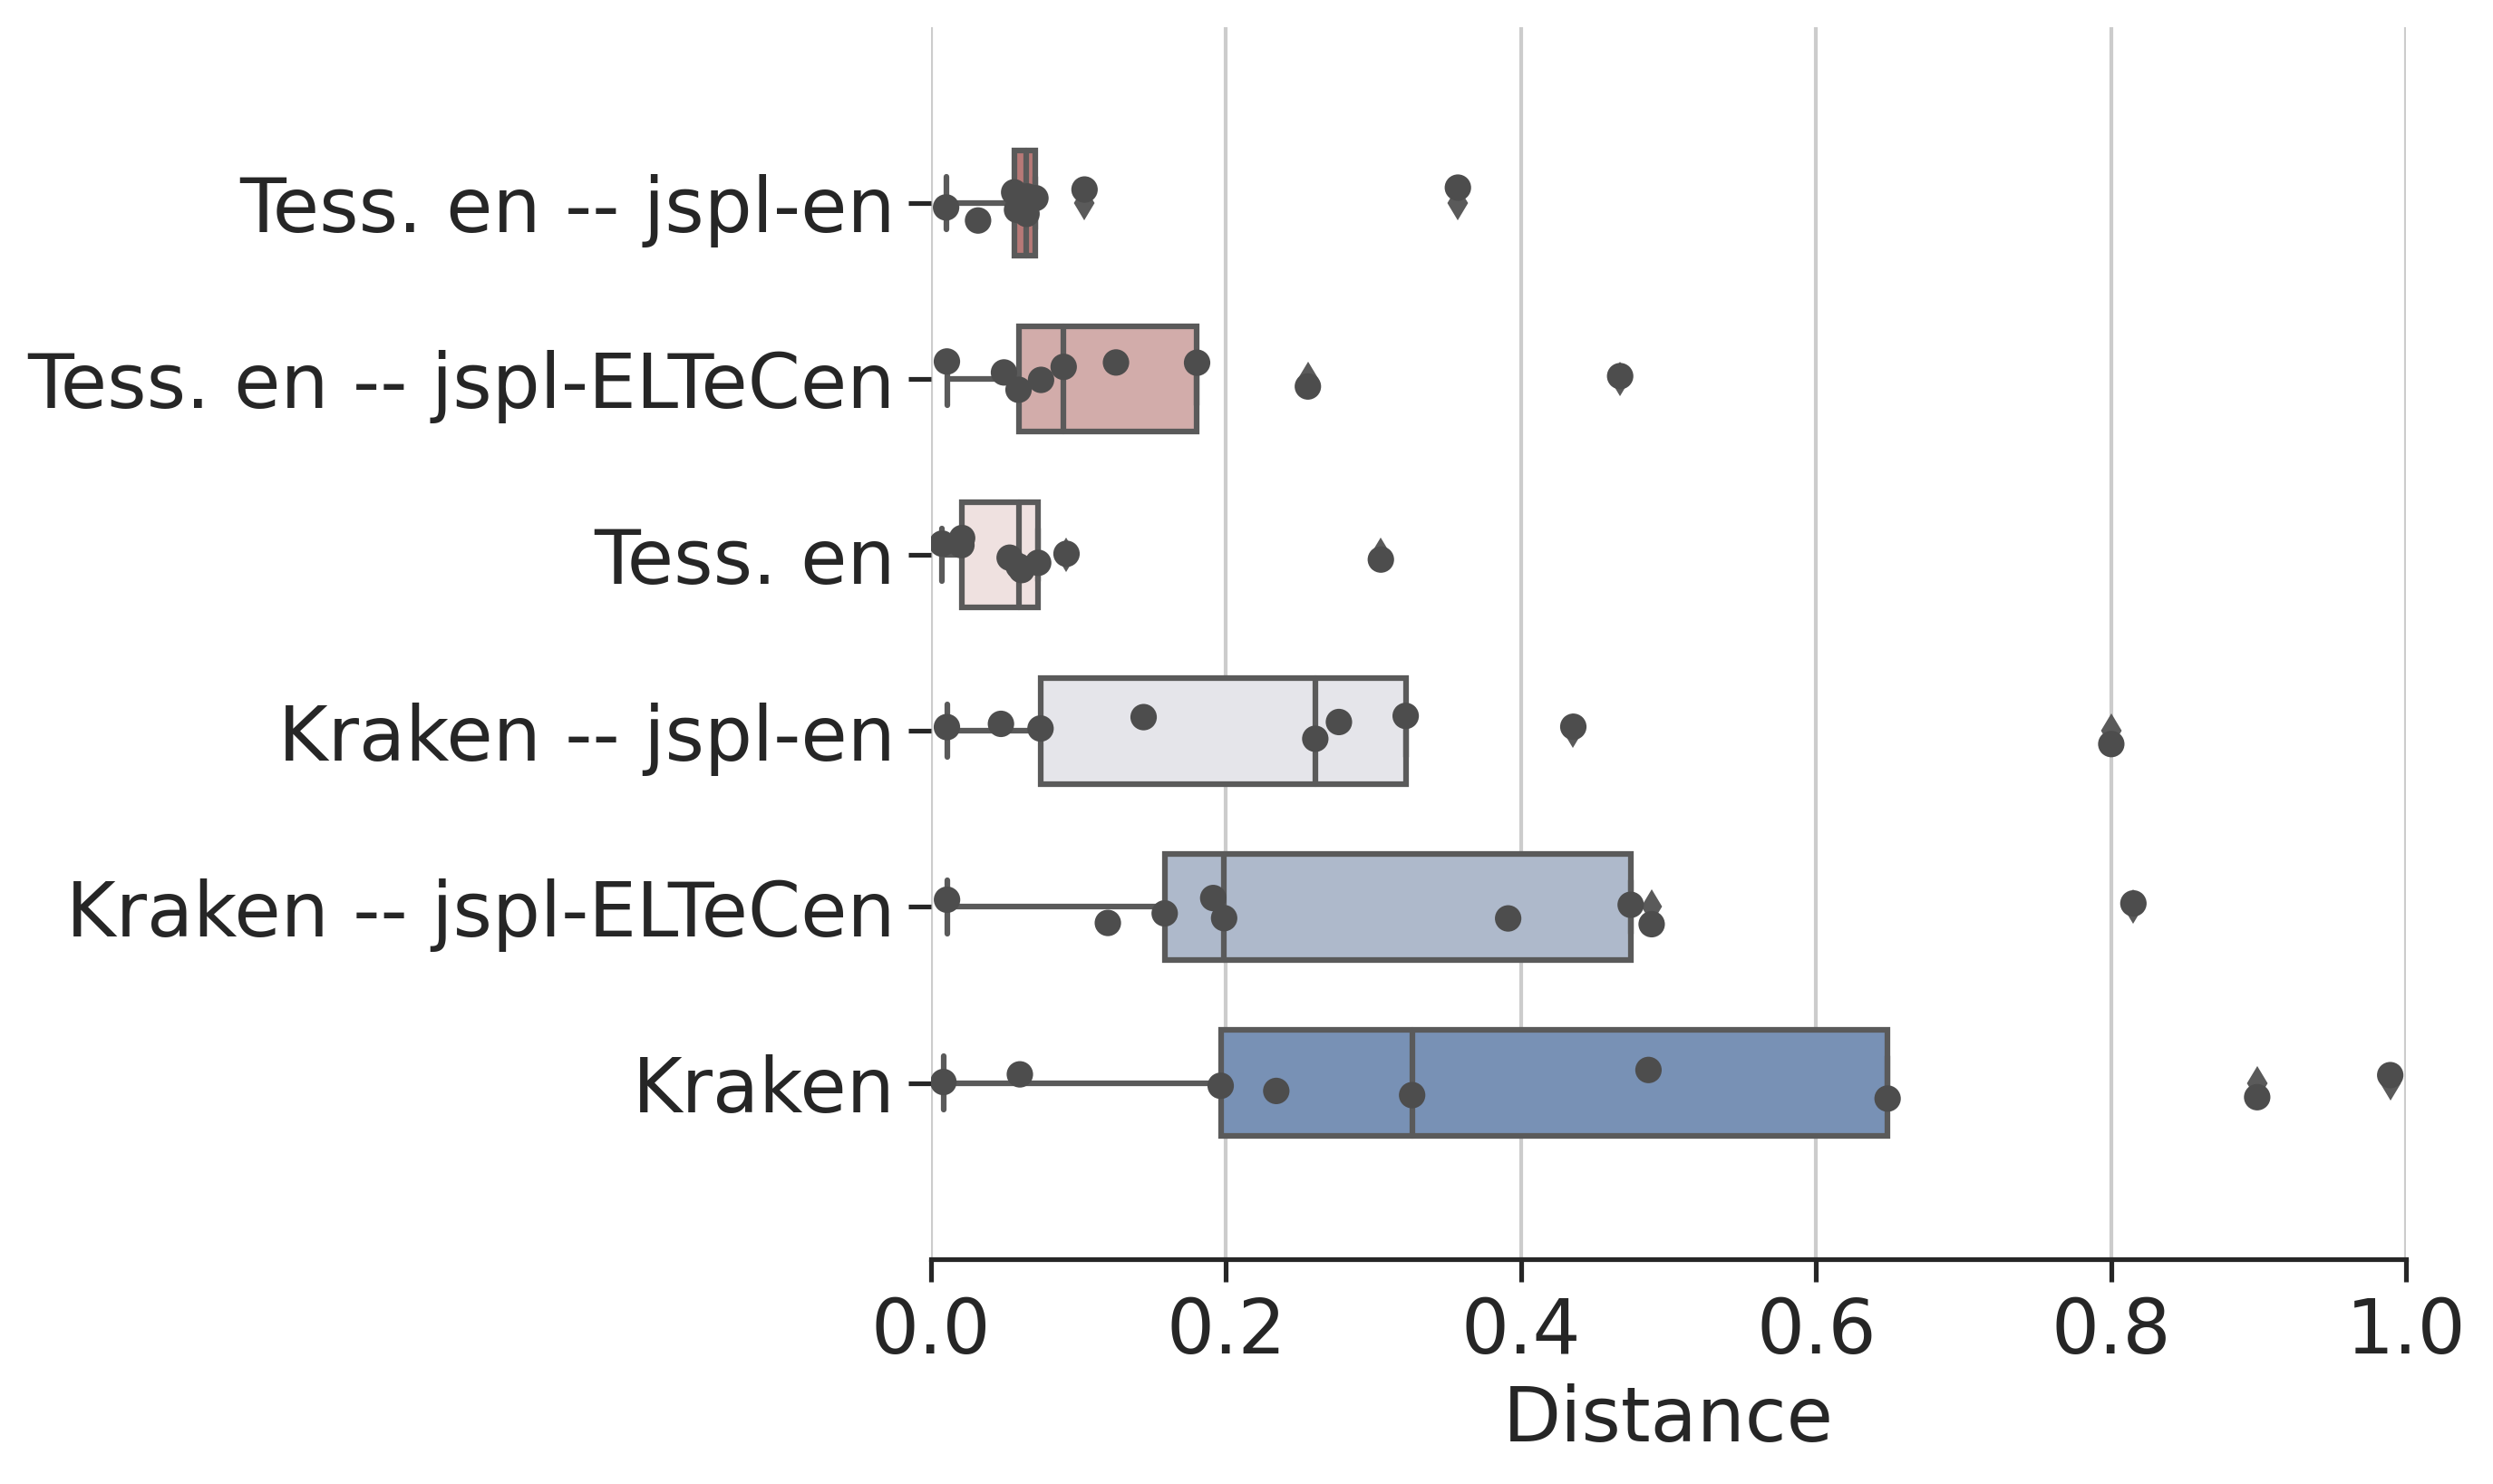 Tess. en -- jspl-en
Tess. en -- jspl-ELTeCen
Tess. en
Kraken -- jspl-en
Kraken -- jspl-ELTeCen
Kraken
0.0 0.2 0.4 0.6 0.8 1.0
Distance